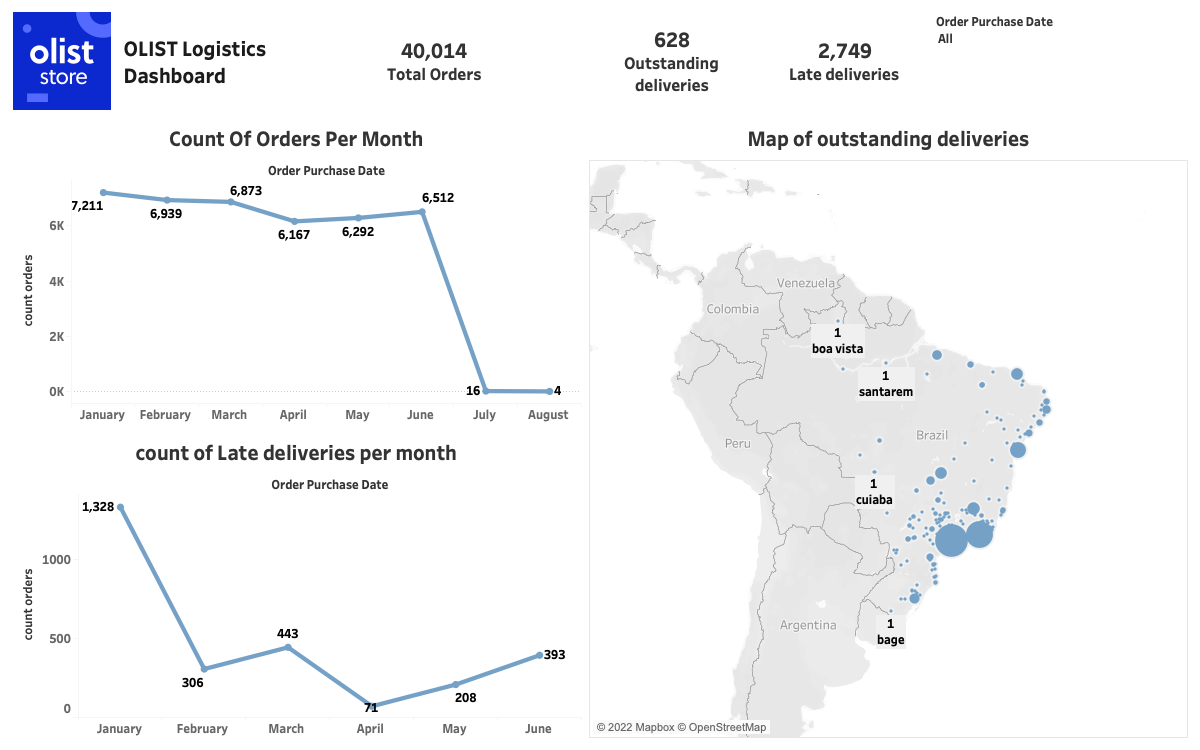 olist
store
OLIST Logistics
Dashboard
40,014
Total Orders
628
Outstanding
deliveries
2,749
Late deliveries
Order Purchase Date
All
Count Of Orders Per Month
Order Purchase Date
count orders
6K
4K
2K
0K
7,211
6,939
6,873
6,167
6,292
6,512
16
4
January
February
March
April
May
June
July
August
count of Late deliveries per month
Order Purchase Date
count orders
1000
500
0
1,328
306
443
71
208
393
January
February
March
April
May
June
Map of outstanding deliveries
Venezuela
Colombia
1
boa vista
1
santarem
Peru
Brazil
1
cuiaba
Argentina
1
bage
© 2022 Mapbox © OpenStreetMap